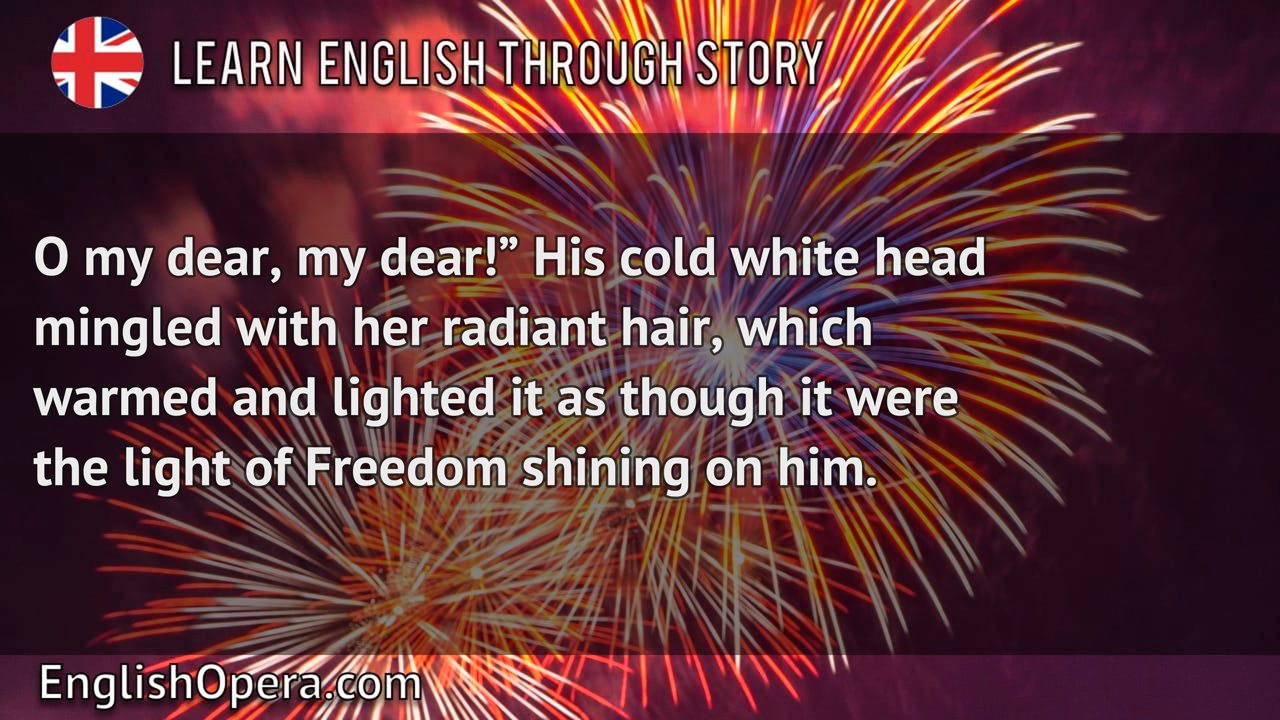 LEARN ENGLISH THROUGH STORY
O my dear, my dear!” His cold white head
mingled with her radiant hair, which
warmed and lighted it as though it were
the light of Freedom shining on him.
EnglishOpera.com